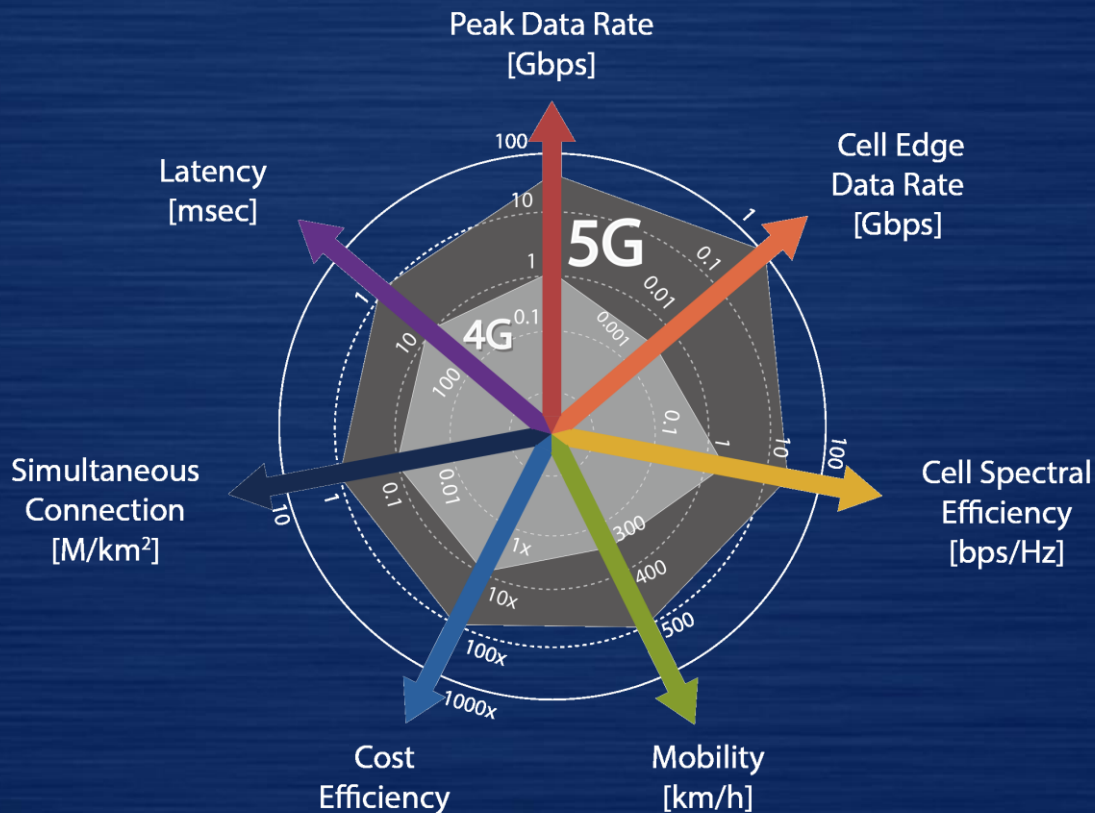 Peak Data Rate
[Gbps]
Cell Edge
Data Rate
[Gbps]
Latency
[msec]
100
10
1
0.1
1
0.1
0.01
0.001
5G
4G
1
10
100
0.1
1
10
100
Cell Spectral
Efficiency
[bps/Hz]
Simultaneous
Connection
[M/km²]
10
1
0.1
0.01
300
400
500
1x
10x
100x
1000x
Cost
Efficiency
Mobility
[km/h]